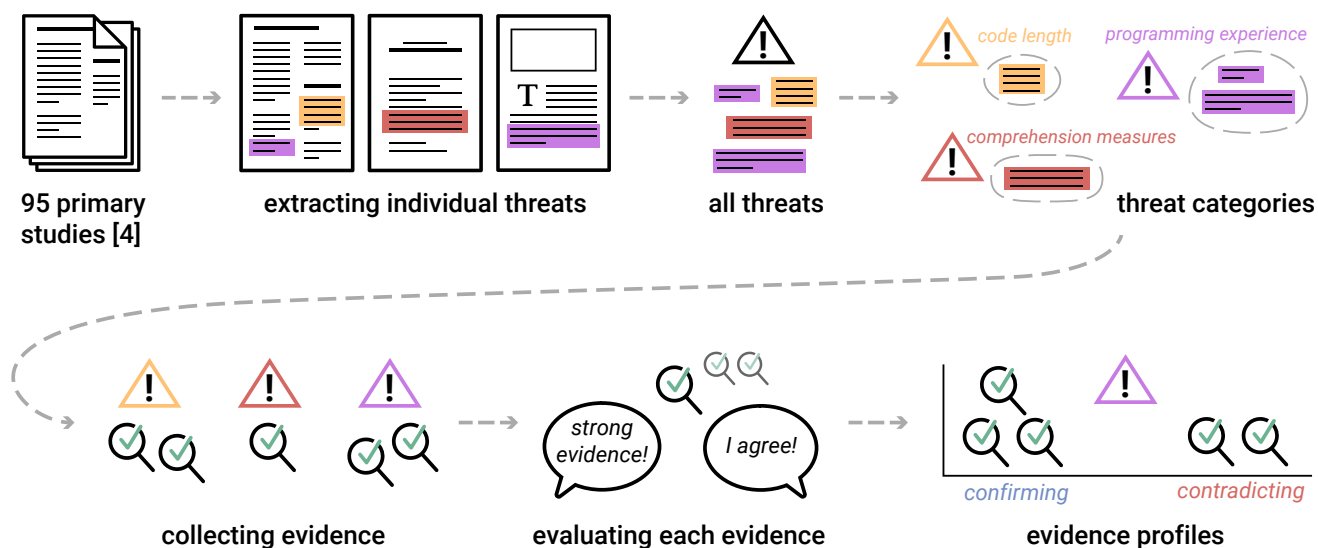 95 primary
studies [4]
T
extracting individual threats
!
all threats
!
code length
!
programming experience
!
comprehension measures
threat categories
!
!
!
collecting evidence
strong
evidence!
I agree!
evaluating each evidence
!
confirming
contradicting
evidence profiles